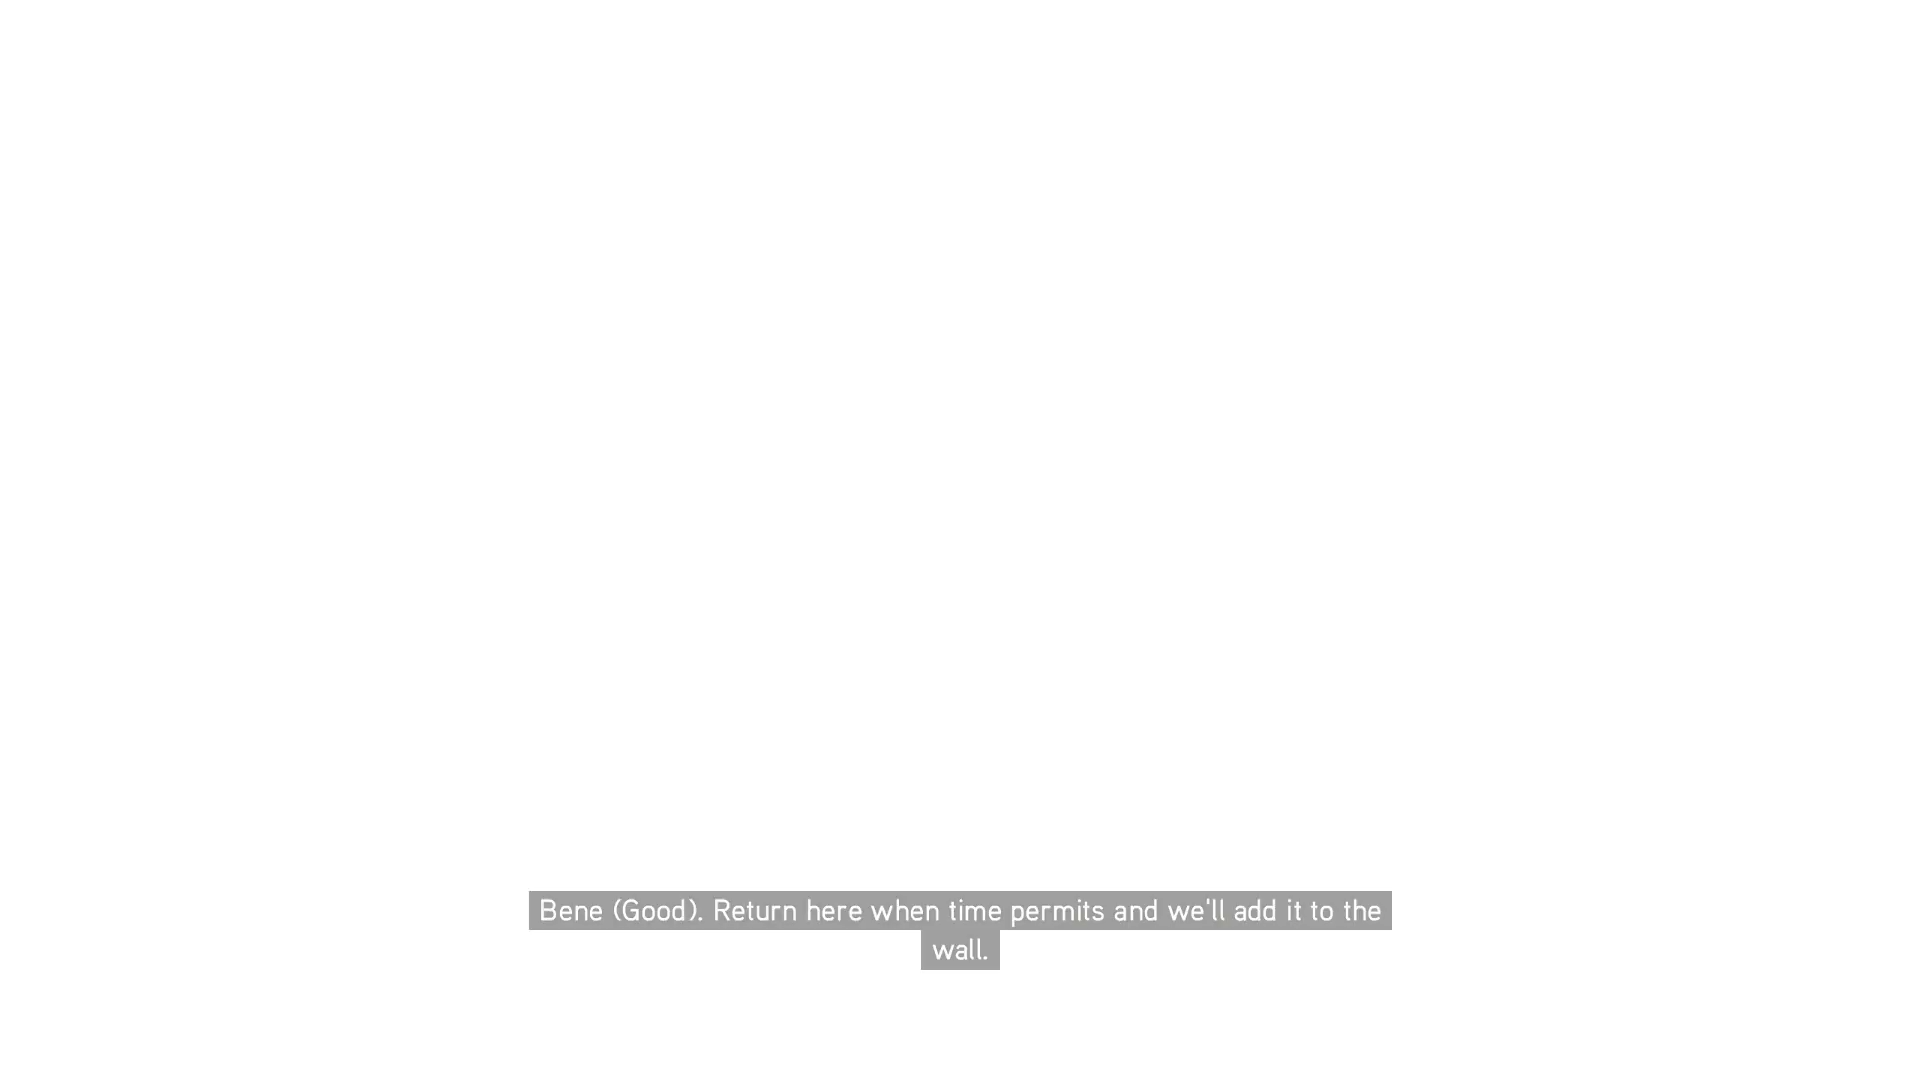 Bene (Good). Return here when time permits and we'll add it to the
wall.